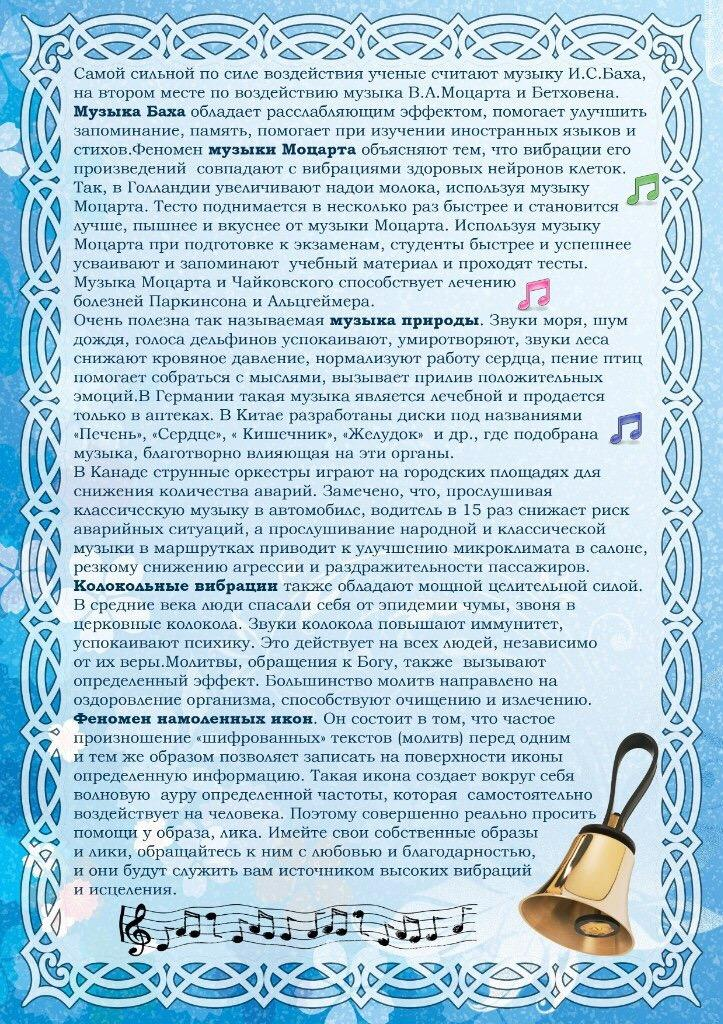 Самой сильной по силе воздействия ученые считают музыку И.С.Баха,
на втором месте по воздействию музыка В.А.Моцарта и Бетховена.
Музыка Баха обладает расслабляющим эффектом, помогает улучшить
запоминание, память, помогает при изучении иностранных языков и
стихов.Феномен музыки Моцарта объясняют тем, что вибрации его
произведений совпадают с вибрациями здоровых нейронов клеток.
Так, в Голландии увеличивают надои молока, используя музыку
Моцарта. Тесто поднимается в несколько раз быстрее и становится
лучше, пышнее и вкуснее от музыки Моцарта. Используя музыку
Моцарта при подготовке к экзаменам, студенты быстрее и успешнее
усваивают и запоминают учебный материал и проходят тесты.
Музыка Моцарта и Чайковского способствует лечению
болезней Паркинсона и Альцгеймера.
Очень полезна так называемая музыка природы. Звуки моря, шум
дождя, голоса дельфинов успокаивают, умиротворяют, звуки леса
снижают кровяное давление, нормализуют работу сердца, пение птиц
помогает собраться с мыслями, вызывает прилив положительных
эмоций.В Германии такая музыка является лечебной и продается
только в аптеках. В Китае разработаны диски под названиями
«Печень», «Сердце», « Кишечник», «Желудок» и др., где подобрана
музыка, благотворно влияющая на эти органы.
В Канаде струнные оркестры играют на городских площадях для
снижения количества аварий. Замечено, что, прослушивая
классическую музыку в автомобиле, водитель в 15 раз снижает риск
аварийных ситуаций, а прослушивание народной и классической
музыки в маршрутках приводит к улучшению микроклимата в салоне,
резкому снижению агрессии и раздражительности пассажиров.
Колокольные вибрации также обладают мощной целительной силой.
В средние века люди спасали себя от эпидемии чумы, звоня в
церковные колокола. Звуки колокола повышают иммунитет,
успокаивают психику. Это действует на всех людей, независимо
от их веры.Молитвы, обращения к Богу, также вызывают
определенный эффект. Большинство молитв направлено на
оздоровление организма, способствуют очищению и излечению.
Феномен намоленных икон. Он состоит в том, что частое
произношение «шифрованных» текстов (молитв) перед одним
и тем же образом позволяет записать на поверхности иконы
определенную информацию. Такая икона создает вокруг себя
волновую ауру определенной частоты, которая самостоятельно
воздействует на человека. Поэтому совершенно реально просить
помощи у образа, лика. Имейте свои собственные образы
и лики, обращайтесь к ним с любовью и благодарностью,
и они будут служить вам источником высоких вибраций
и исцеления.